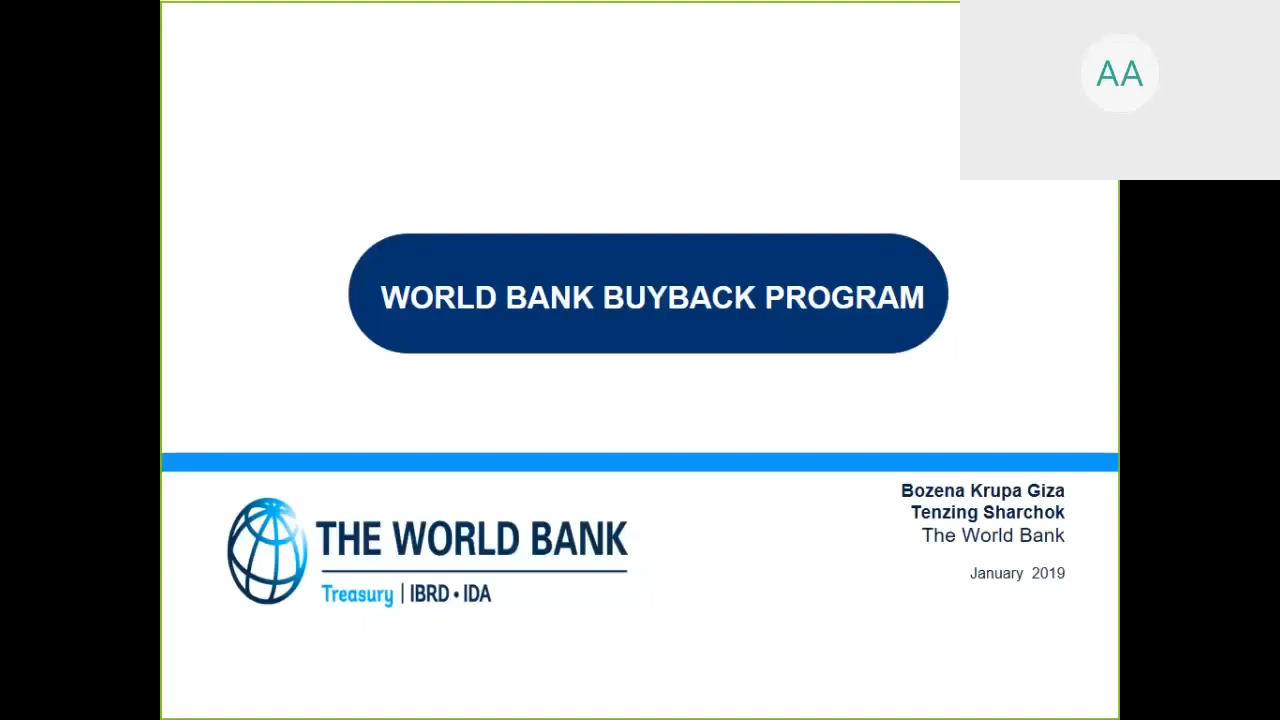 AA
WORLD BANK BUYBACK PROGRAM
Bozena Krupa Giza
Tenzing Sharchok
The World Bank
January 2019
THE WORLD BANK
Treasury | IBRD • IDA